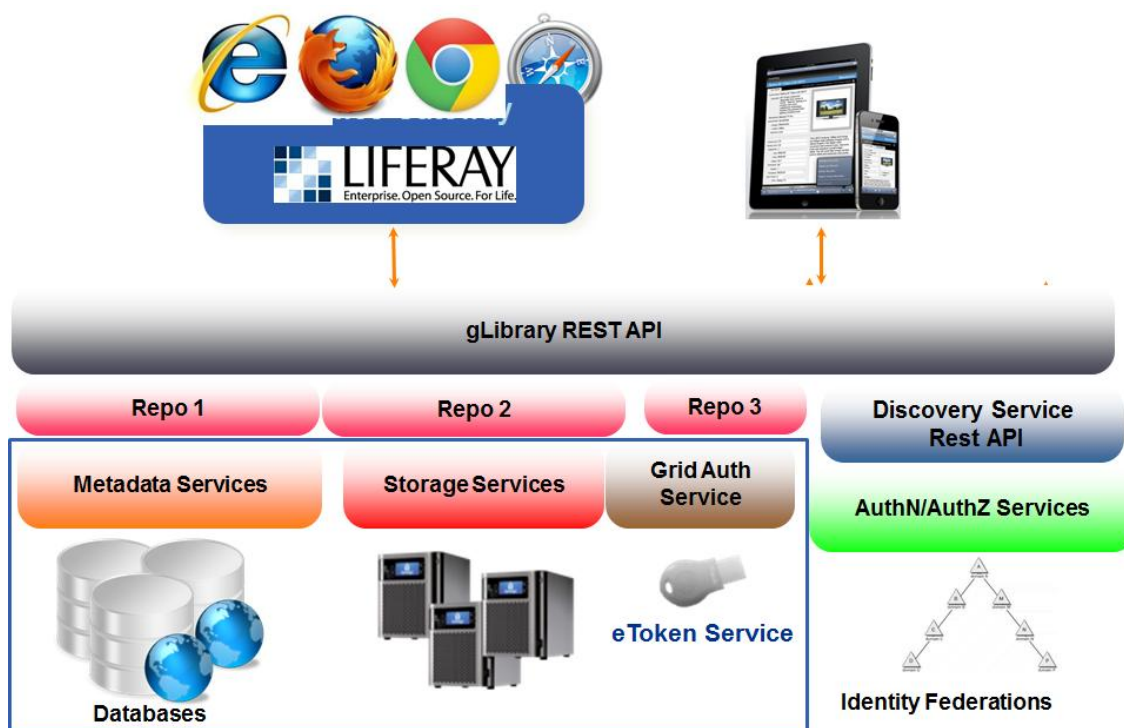 LIFERAY
Enterprise. Open Source. For Life.
gLibrary REST API
Repo 1
Repo 2
Repo 3
Discovery Service
Rest API
Metadata Services
Storage Services
Grid Auth
Service
AuthN/AuthZ Services
eToken Service
Databases
Identity Federations